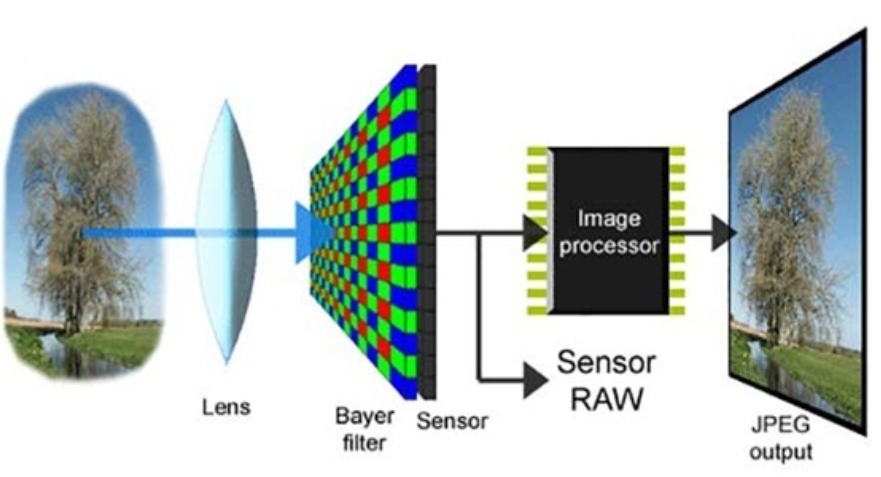 Image
processor
Sensor
RAW
Lens
Bayer
filter
Sensor
JPEG
output